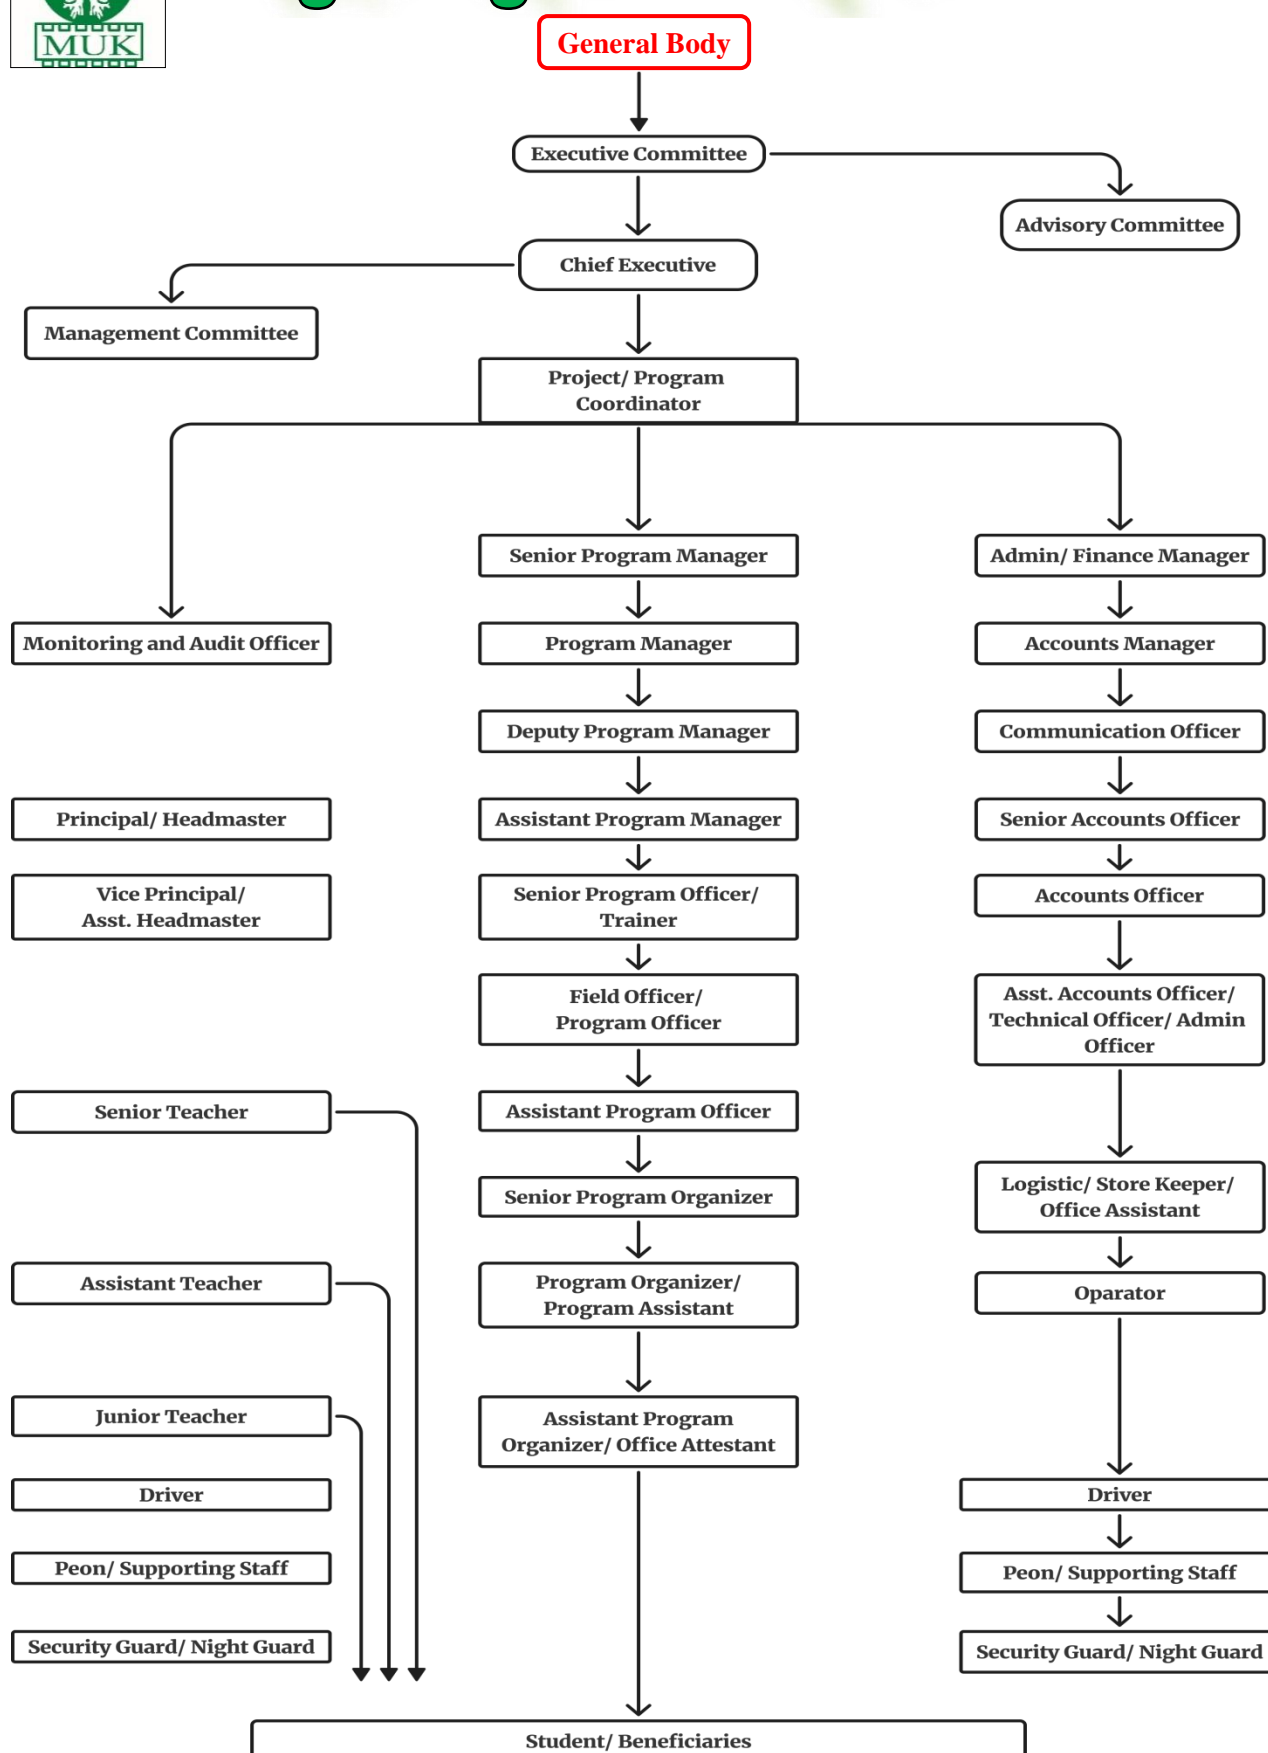 MUK
General Body
Executive Committee
Advisory Committee
Chief Executive
Management Committee
Project/ Program
Coordinator
Senior Program Manager
Admin/ Finance Manager
Monitoring and Audit Officer
Program Manager
Accounts Manager
Deputy Program Manager
Communication Officer
Principal/ Headmaster
Assistant Program Manager
Senior Accounts Officer
Vice Principal/
Asst. Headmaster
Senior Program Officer/
Trainer
Accounts Officer
Field Officer/
Program Officer
Asst. Accounts Officer/
Technical Officer/ Admin
Officer
Senior Teacher
Assistant Program Officer
Senior Program Organizer
Logistic/ Store Keeper/
Office Assistant
Assistant Teacher
Program Organizer/
Program Assistant
Oparator
Junior Teacher
Assistant Program
Organizer/ Office Attestant
Driver
Driver
Peon/ Supporting Staff
Peon/ Supporting Staff
Security Guard/ Night Guard
Security Guard/ Night Guard
Student/ Beneficiaries